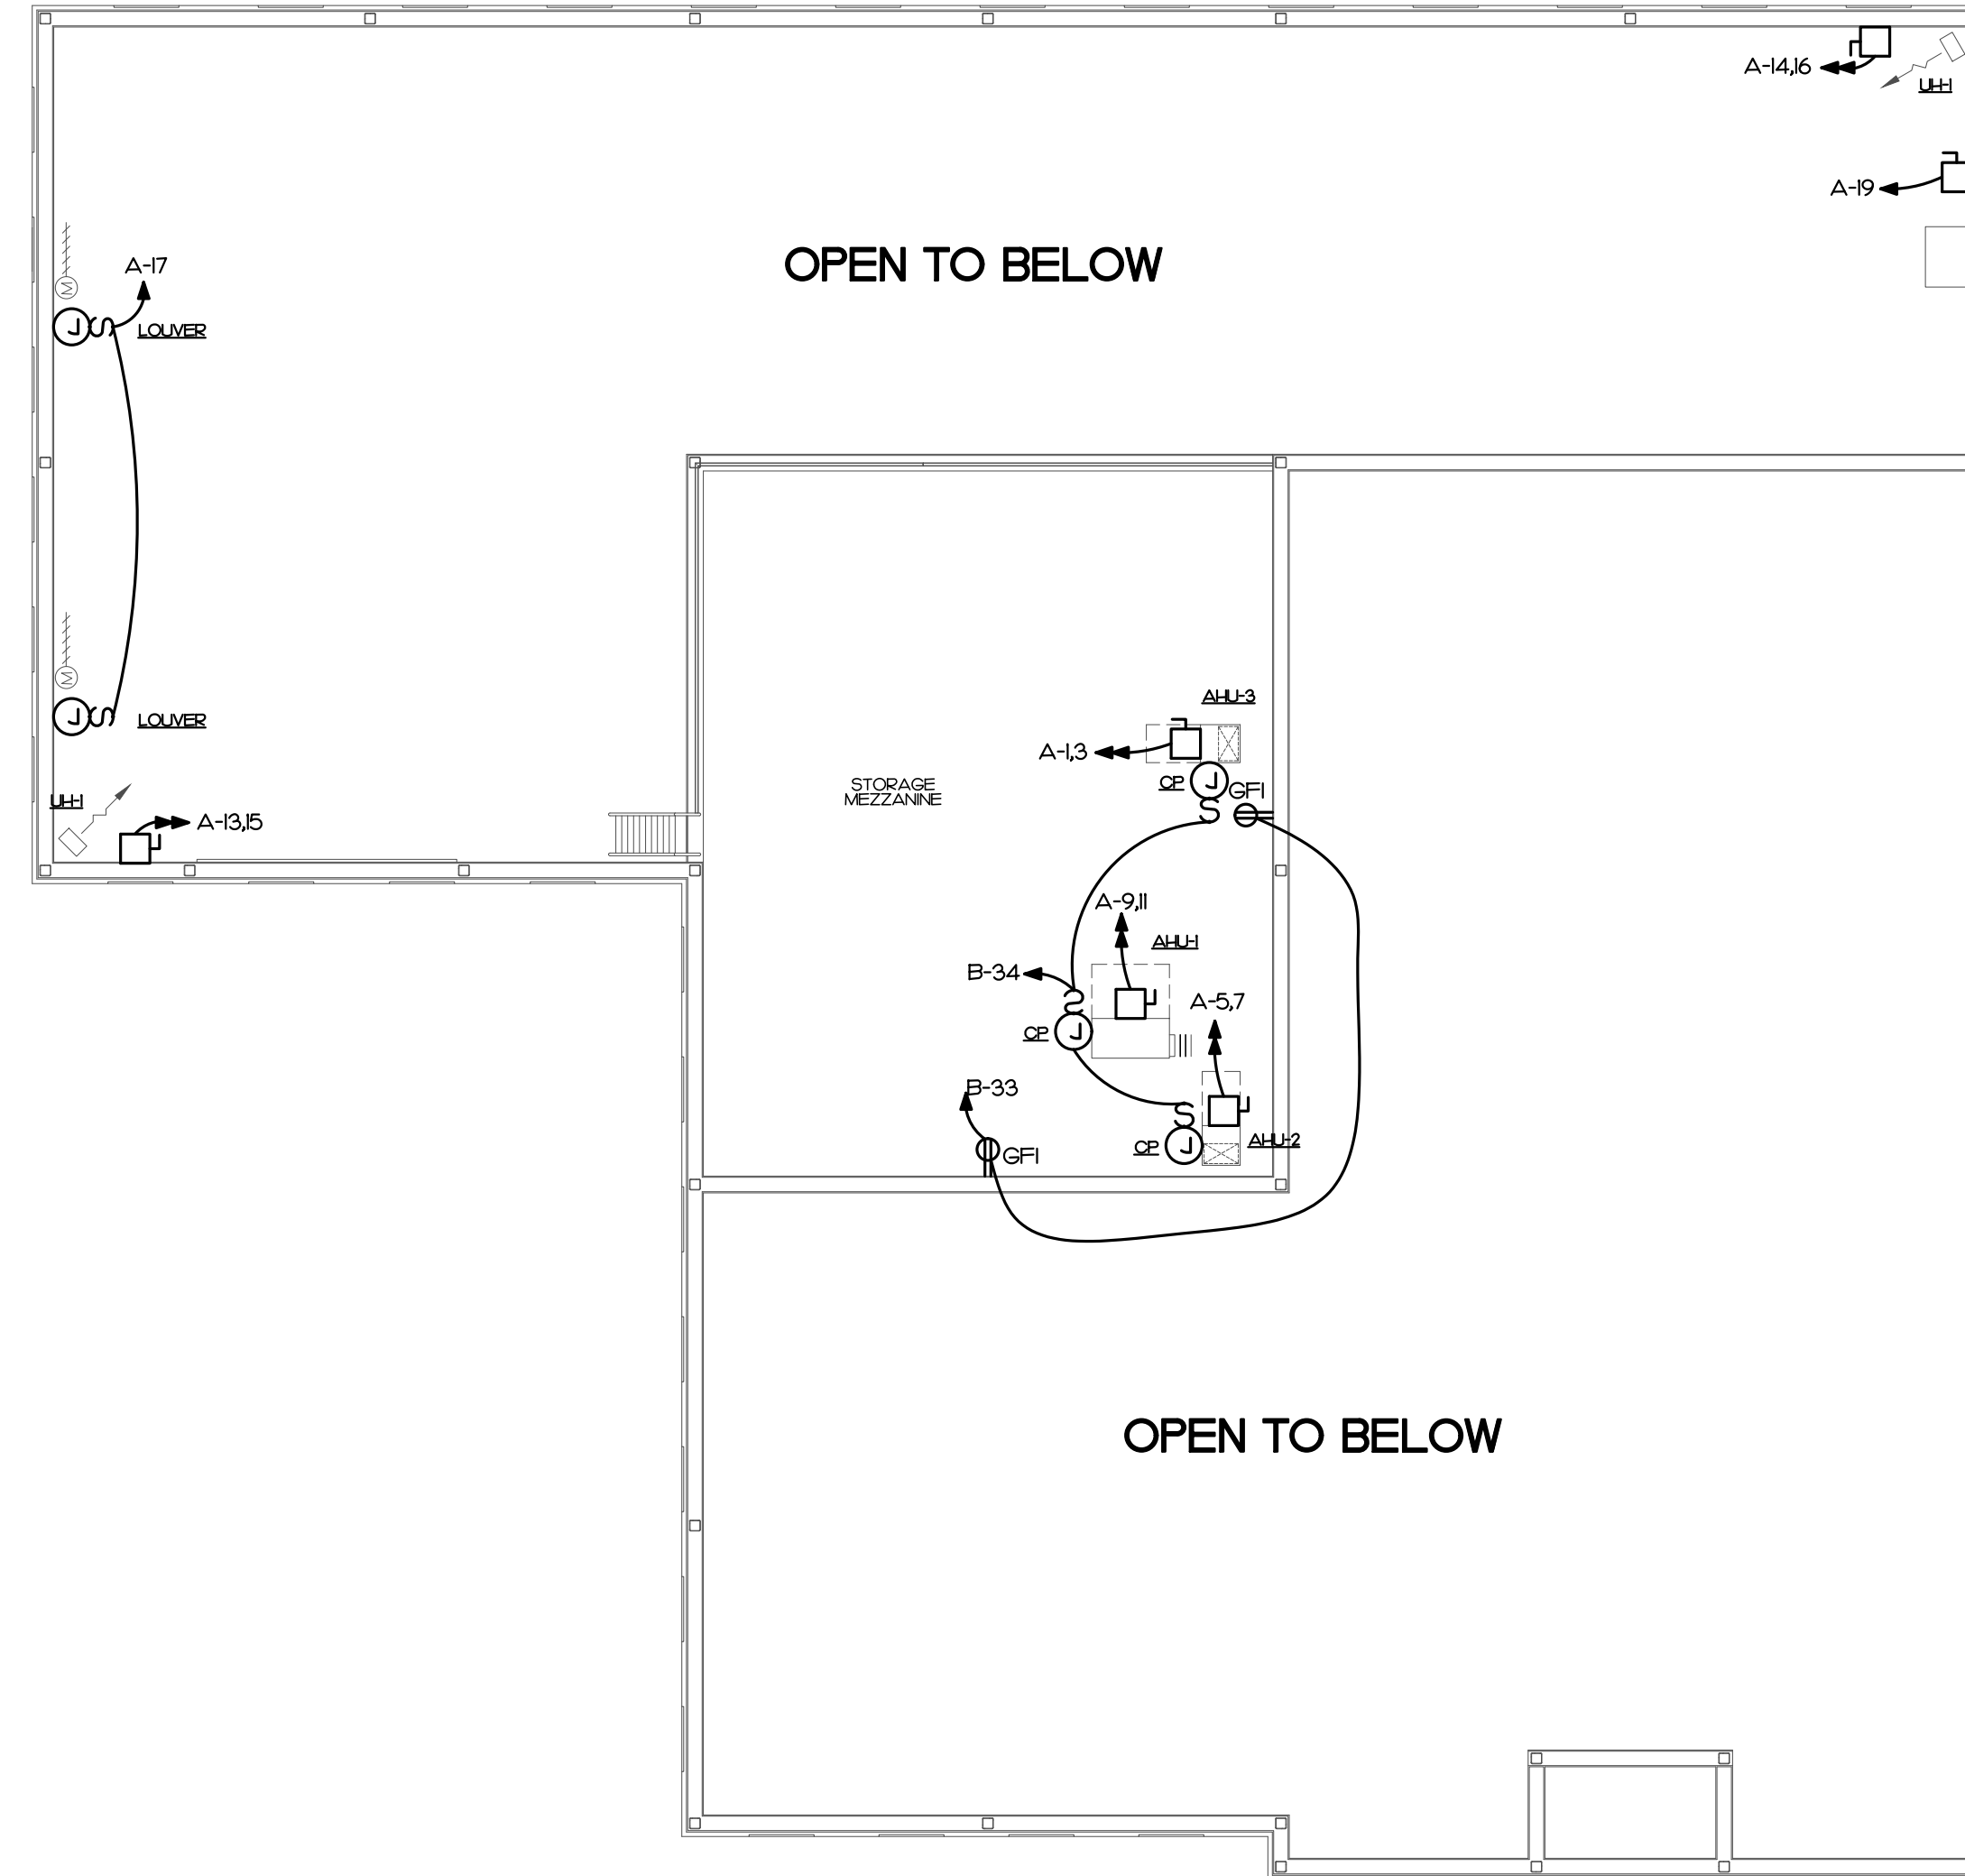 A-14,16
UH-1
A-19
OPEN TO BELOW
A-17
M
J S
LOUVER
M
J S
LOUVER
UH-1
A-13,15
AHU-3
A-1,3
STORAGE
MEZZANINE
CP
J
GFI
S
A-9,11
AHU-1
B-34
S
A-5,7
CP
J
B-33
S
GFI
CP
J
AHU-2
OPEN TO BELOW